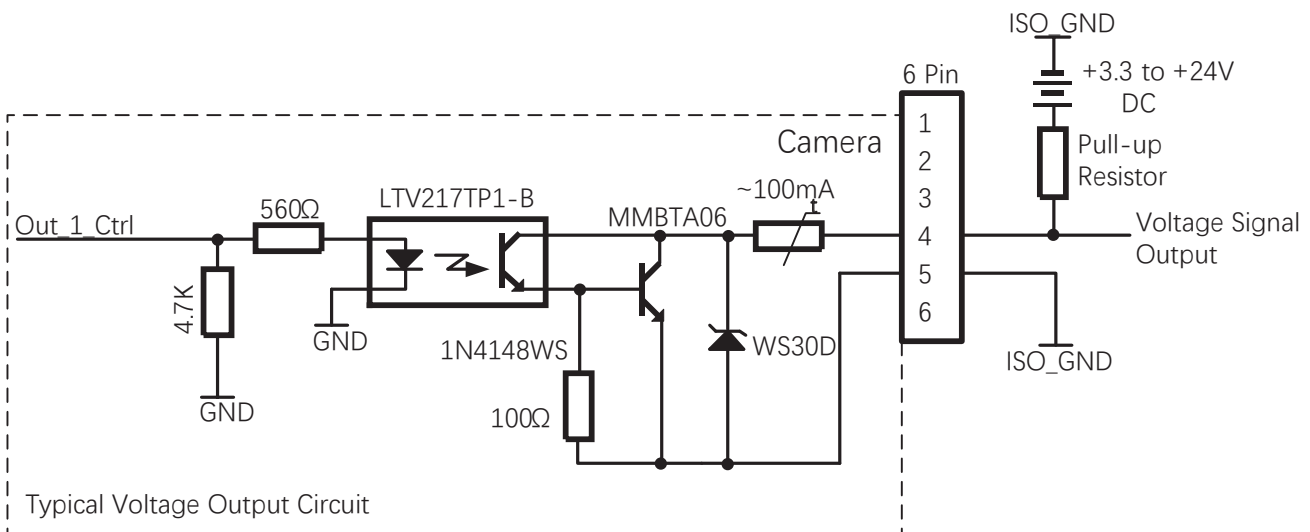 ISO_GND
+3.3 to +24V
DC
6 Pin
Camera
1
2
3
4
5
6
Pull-up
Resistor
~100mA
t
LTV217TP1-B
560Ω
MMBTA06
Out_1_Ctrl
Voltage Signal
Output
4.7K
GND
1N4148WS
WS30D
ISO_GND
GND
100Ω
Typical Voltage Output Circuit